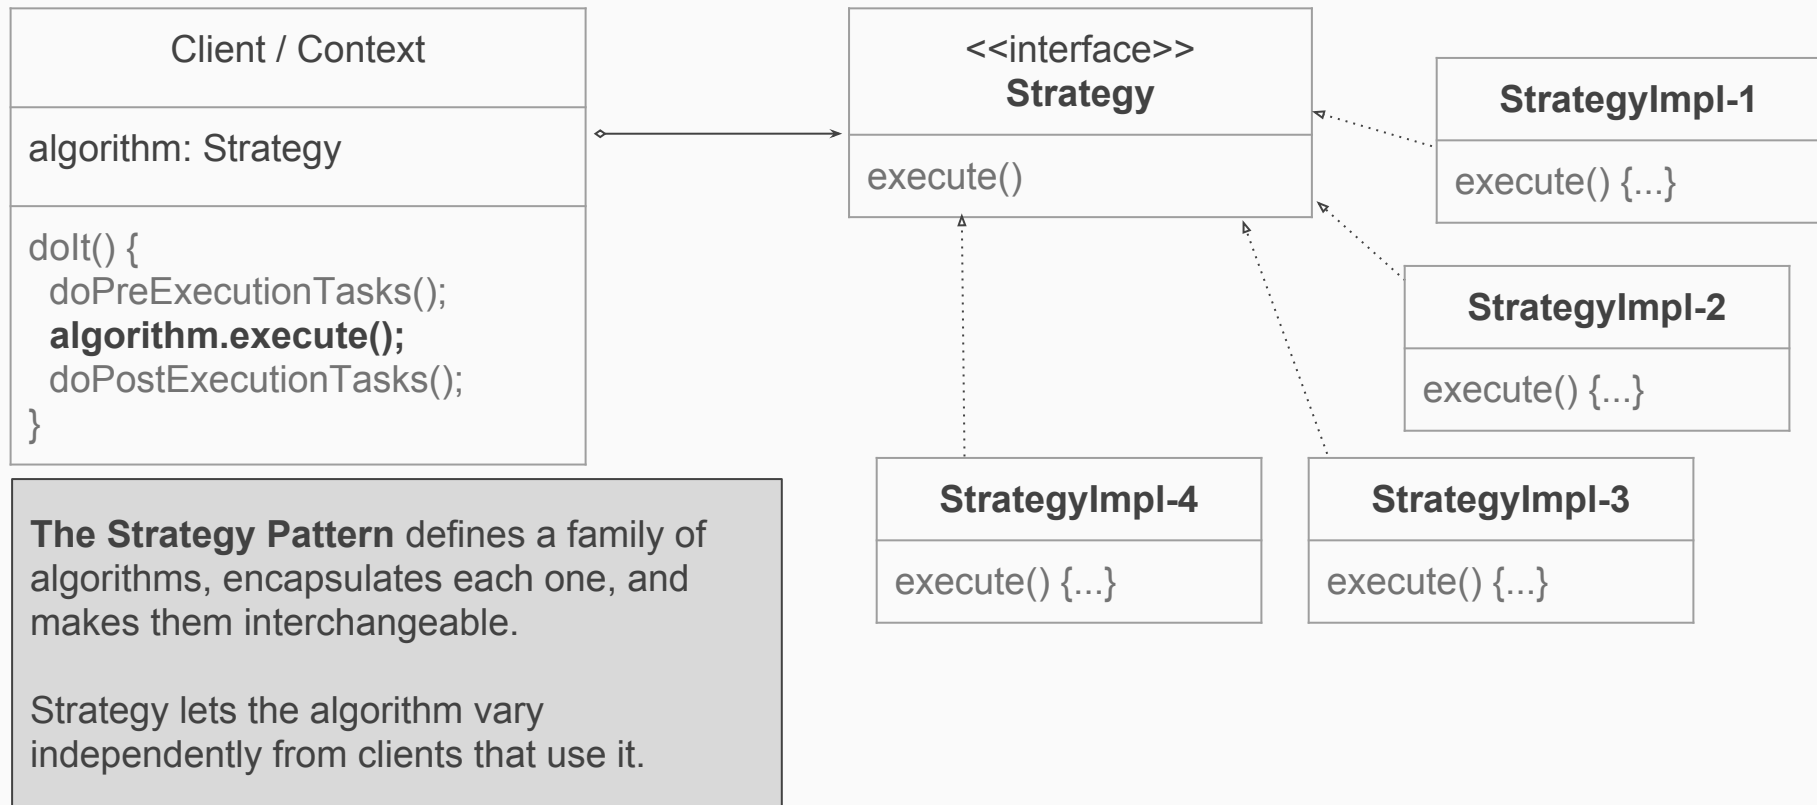 Client / Context
algorithm: Strategy
doIt() {
doPreExecutionTasks();
algorithm.execute();
doPostExecutionTasks();
}
<<interface>>
Strategy
execute()
StrategyImpl-1
execute() {...}
StrategyImpl-2
execute() {...}
StrategyImpl-4
execute() {...}
StrategyImpl-3
execute() {...}
The Strategy Pattern defines a family of
algorithms, encapsulates each one, and
makes them interchangeable.
Strategy lets the algorithm vary
independently from clients that use it.